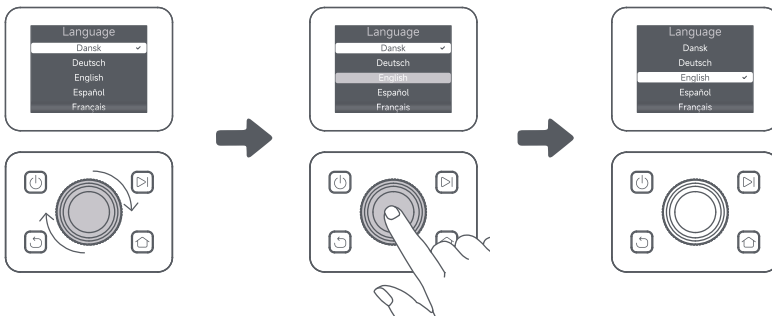 Language
Dansk
Deutsch
English
Español
Français
Language
Dansk
Deutsch
English
Español
Français
Language
Dansk
Deutsch
English
Español
Français